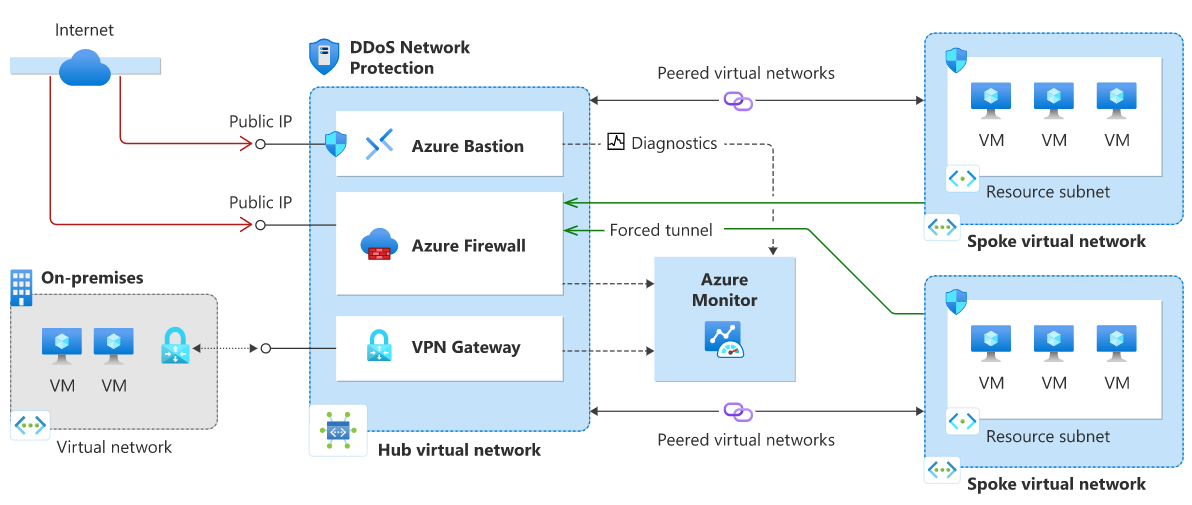 Internet
DDoS Network
Protection
Peered virtual networks
Public IP
Azure Bastion
Diagnostics
VM
VM
VM
Resource subnet
Spoke virtual network
Public IP
Azure Firewall
Forced tunnel
On-premises
Azure
Monitor
VM
VM
Virtual network
VPN Gateway
Hub virtual network
Peered virtual networks
VM
VM
VM
Resource subnet
Spoke virtual network